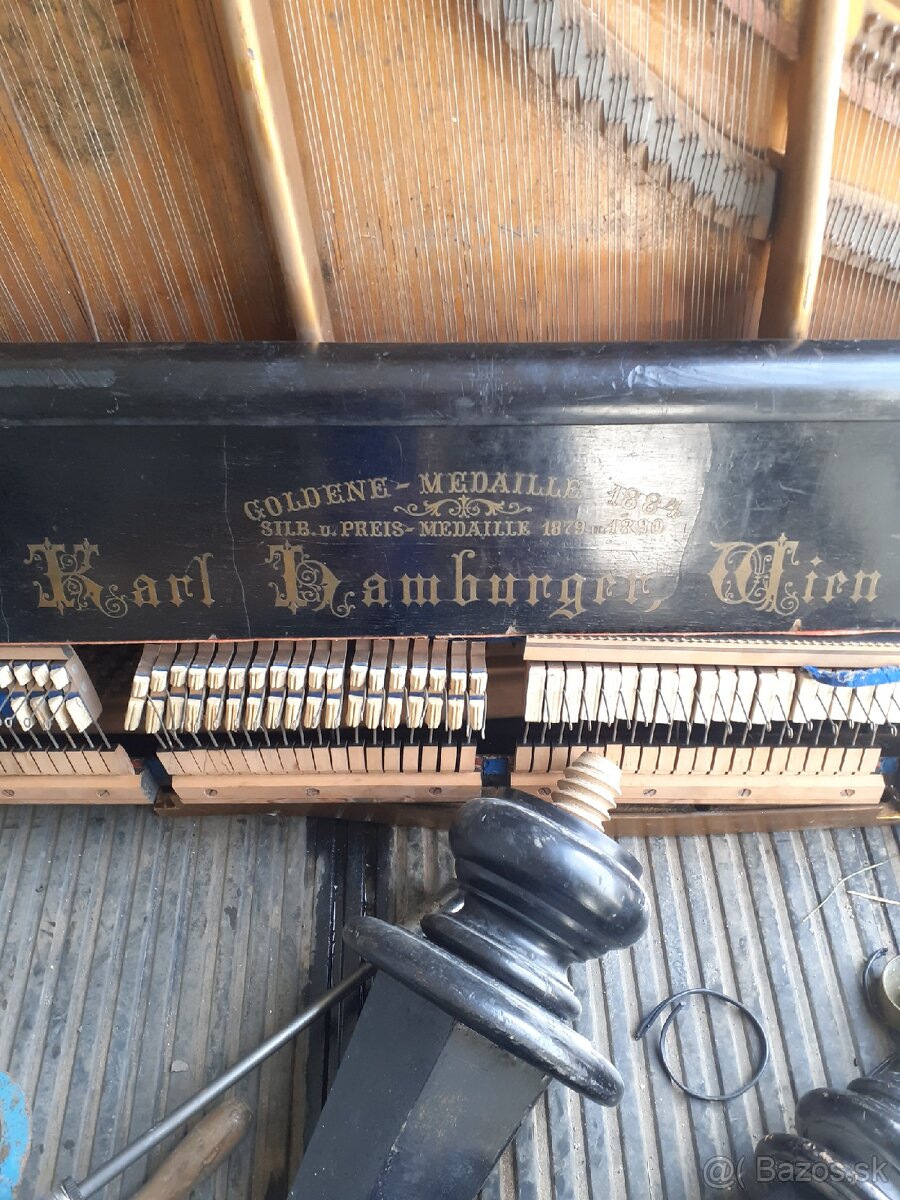 GOLDENE-MEDAILLE 1884
SILB. U. PREIS-MEDAILLE 1879 U. 1880
Karl Hamburger, Wien
@( Bazos.sk